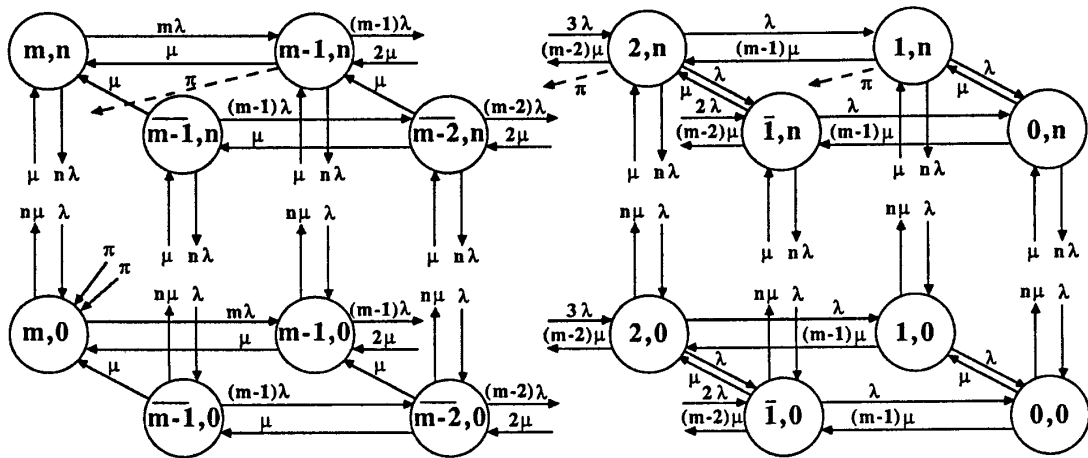 mλ (m-1)λ 3λ λ
m,n μ m-1,n 2μ (m-2)μ 2,n (m-1)μ 1,n
μ π μ π μ λ π μ λ
(m-1)λ (m-2)λ 2λ λ
m̅-̅1,n μ m̅-̅2,n 2μ (m-2)μ 1̅,n (m-1)μ 0,n
μ nλ μ nλ μ nλ μ nλ
μ nλ μ nλ μ nλ μ nλ
nμ λ nμ λ nμ λ nμ λ
π π
nμ λ nμ λ nμ λ nμ λ
mλ (m-1)λ 3λ λ
m,0 μ m-1,0 2μ (m-2)μ 2,0 (m-1)μ 1,0
μ μ μ λ μ λ
(m-1)λ (m-2)λ 2λ λ
m̅-̅1,0 μ m̅-̅2,0 2μ (m-2)μ 1̅,0 (m-1)μ 0,0